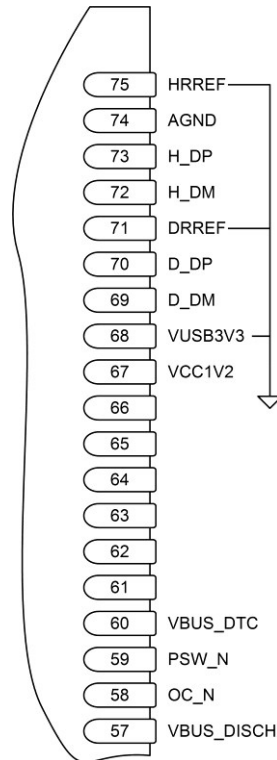 75 HRREF
74 AGND
73 H_DP
72 H_DM
71 DRREF
70 D_DP
69 D_DM
68 VUSB3V3
67 VCC1V2
66
65
64
63
62
61
60 VBUS_DTC
59 PSW_N
58 OC_N
57 VBUS_DISCH